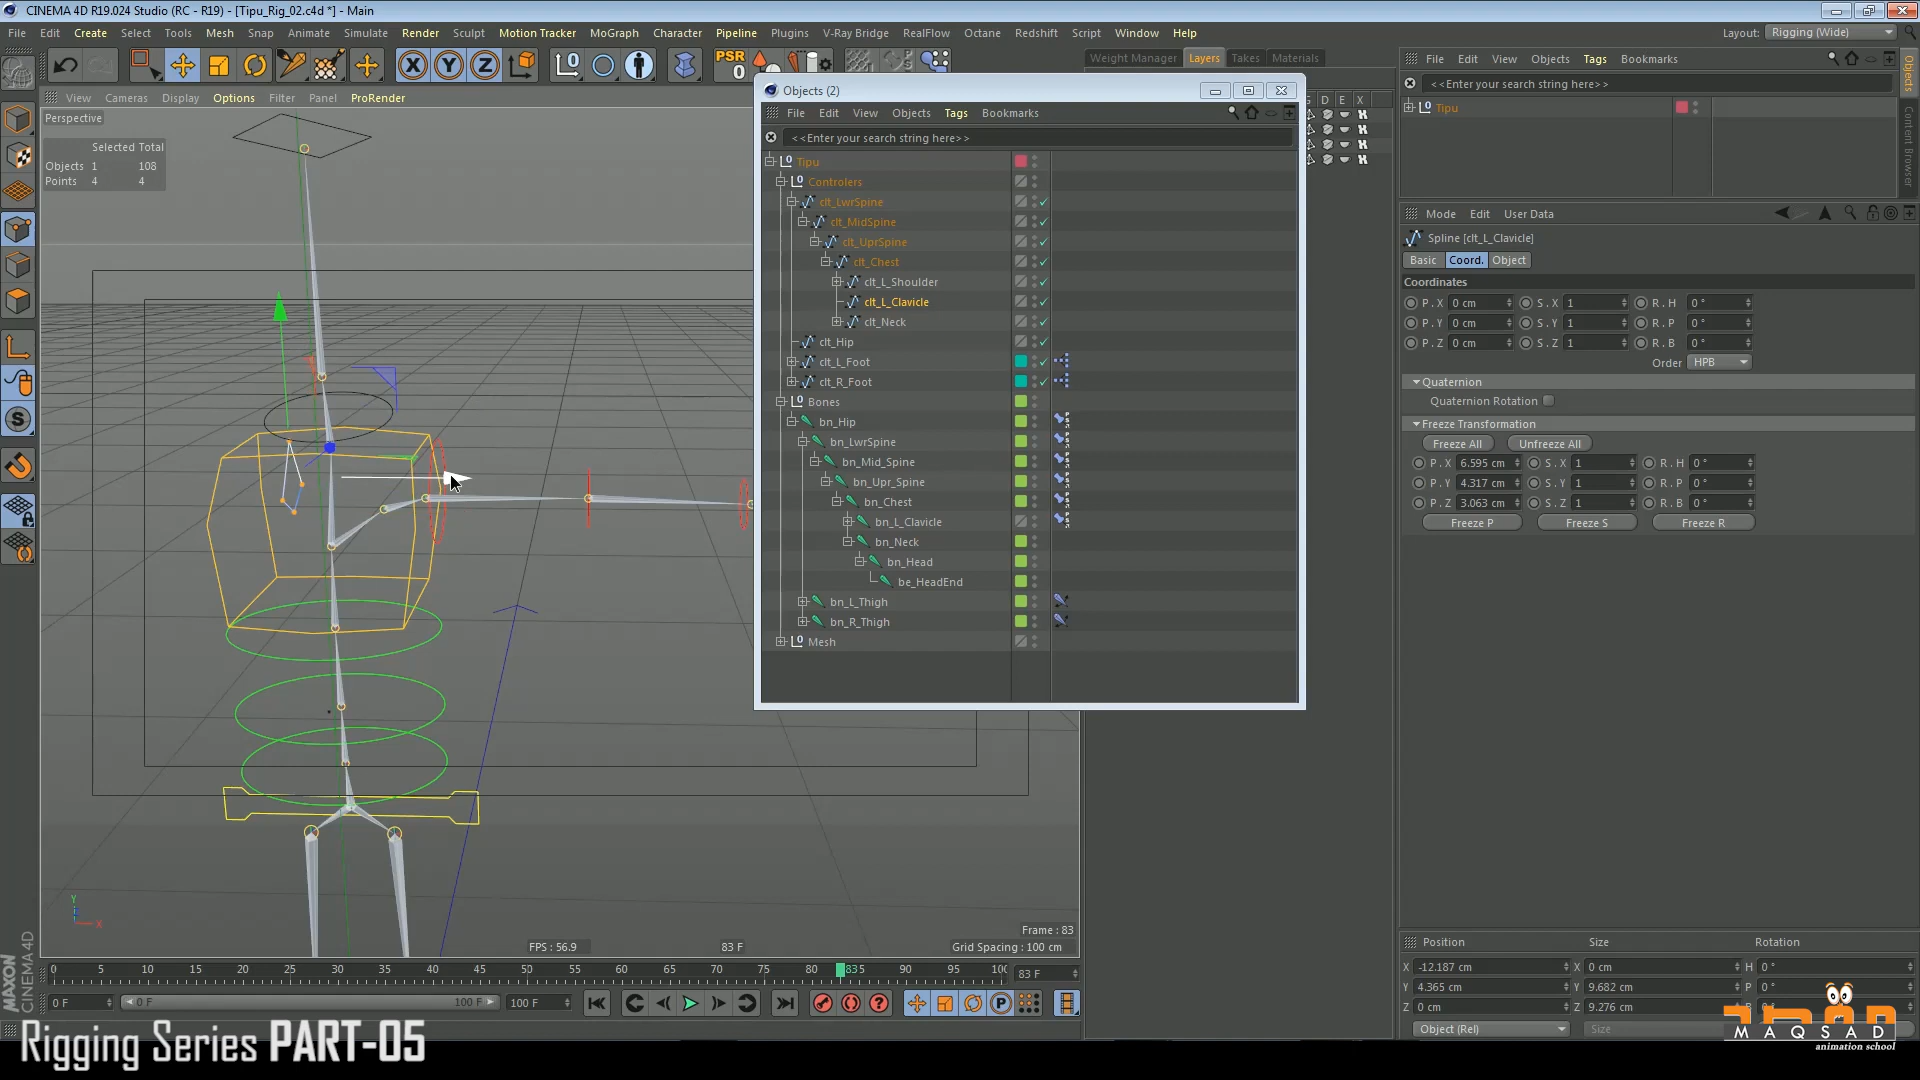 CINEMA 4D R19.024 Studio (RC - R19) - [Tipu_Rig_02.c4d *] - Main
File Edit Create Select Tools Mesh Snap Animate Simulate Render Sculpt Motion Tracker MoGraph Character Pipeline Plugins V-Ray Bridge RealFlow Octane Redshift Script Window Help Layout: Rigging (Wide)
PSR
0
View Cameras Display Options Filter Panel ProRender
Weight Manager Layers Takes Materials
File Edit View Objects Tags Bookmarks
<<Enter your search string here>>
Tipu
Objects
Content Browser
Perspective
Selected Total
Objects 1 108
Points 4 4
Objects (2)
File Edit View Objects Tags Bookmarks
<<Enter your search string here>>
Tipu
Controlers
clt_LwrSpine
clt_MidSpine
clt_UprSpine
clt_Chest
clt_L_Shoulder
clt_L_Clavicle
clt_Neck
clt_Hip
clt_L_Foot
clt_R_Foot
Bones
bn_Hip
bn_LwrSpine
bn_Mid_Spine
bn_Upr_Spine
bn_Chest
bn_L_Clavicle
bn_Neck
bn_Head
be_HeadEnd
bn_L_Thigh
bn_R_Thigh
Mesh
D E X
Mode Edit User Data
Spline [clt_L_Clavicle]
Basic Coord. Object
Coordinates
P . X 0 cm S . X 1 R . H 0 °
P . Y 0 cm S . Y 1 R . P 0 °
P . Z 0 cm S . Z 1 R . B 0 °
Order HPB
Quaternion
Quaternion Rotation
Freeze Transformation
Freeze All Unfreeze All
P . X 6.595 cm S . X 1 R . H 0 °
P . Y 4.317 cm S . Y 1 R . P 0 °
P . Z 3.063 cm S . Z 1 R . B 0 °
Freeze P Freeze S Freeze R
Y
X
Frame : 83
FPS : 56.9 83 F Grid Spacing : 100 cm
0 5 10 15 20 25 30 35 40 45 50 55 60 65 70 75 80 835 90 95 100 83 F
0 F 0 F 100 F 100 F
Position Size Rotation
X -12.187 cm X 0 cm H 0 °
Y 4.365 cm Y 9.682 cm P 0 °
Z 0 cm Z 9.276 cm B 0 °
Object (Rel) Size
MAXON
CINEMA 4D
Rigging Series PART-05
MAQSAD
animation school